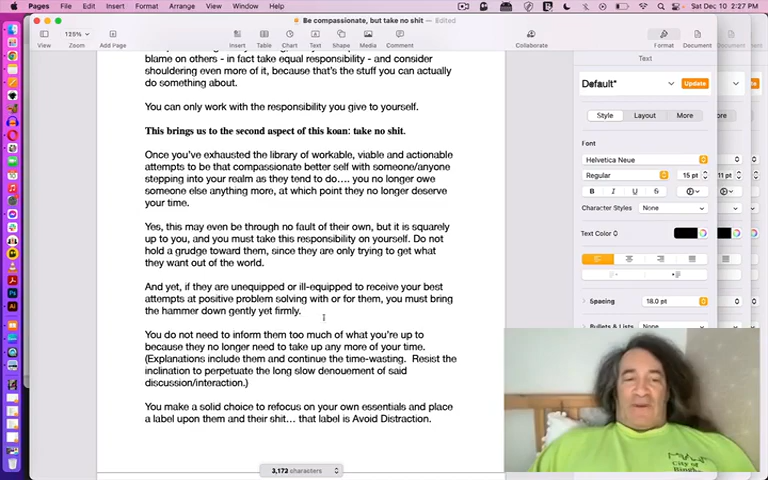 Pages File Edit Insert Format Arrange View Window Help
Sat Dec 10 2:27 PM
Be compassionate, but take no shit — Edited
125%
View Zoom Add Page Insert Table Chart Text Shape Media Comment Collaborate Format Document
blame on others - in fact take equal responsibility - and consider
shouldering even more of it, because that's the stuff you can actually
do something about.
You can only work with the responsibility you give to yourself.
This brings us to the second aspect of this koan: take no shit.
Once you've exhausted the library of workable, viable and actionable
attempts to be that compassionate better self with someone/anyone
stepping into your realm as they tend to do…. you no longer owe
someone else anything more, at which point they no longer deserve
your time.
Yes, this may even be through no fault of their own, but it is squarely
up to you, and you must take this responsibility on yourself. Do not
hold a grudge toward them, since they are only trying to get what
they want out of the world.
And yet, if they are unequipped or ill-equipped to receive your best
attempts at positive problem solving with or for them, you must bring
the hammer down gently yet firmly.
You do not need to inform them too much of what you're up to
because they no longer need to take up any more of your time.
(Explanations include them and continue the time-wasting. Resist the
inclination to perpetuate the long slow denouement of said
discussion/interaction.)
You make a solid choice to refocus on your own essentials and place
a label upon them and their shit… that label is Avoid Distraction.
3,172 characters
Text
Default*
Update
Style Layout More
Font
Helvetica Neue
Regular 15 pt
B I U S
Character Styles None
Text Color
Spacing 18.0 pt
Bullets & Lists
ore
11 pt
City of